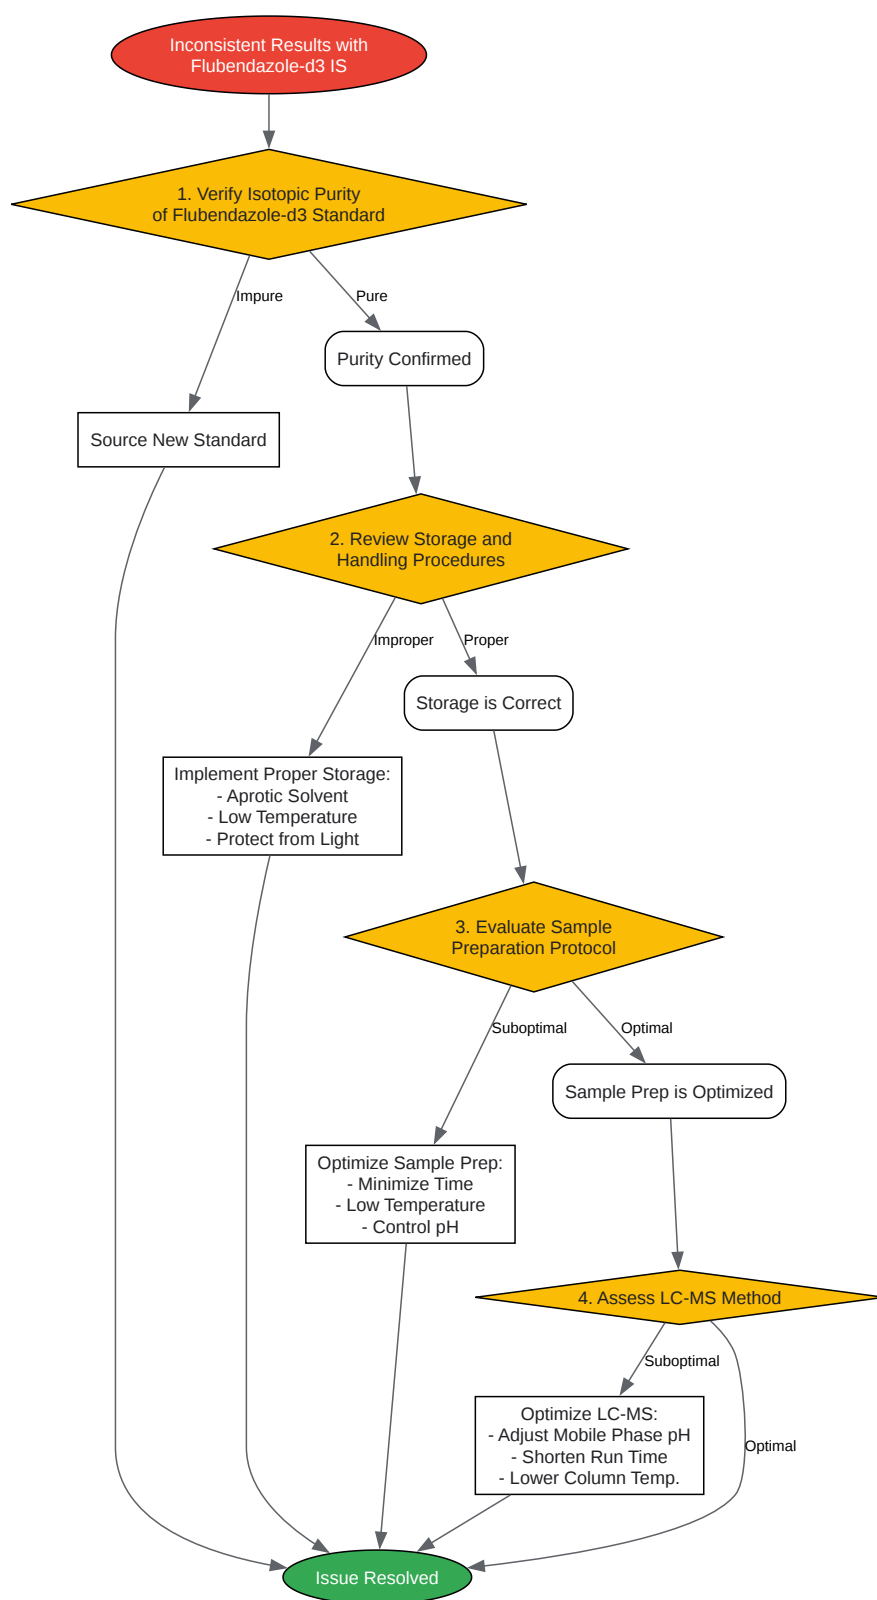 Inconsistent Results with
Flubendazole-d3 IS
1. Verify Isotopic Purity
of Flubendazole-d3 Standard
Impure
Pure
Purity Confirmed
Source New Standard
2. Review Storage and
Handling Procedures
Improper
Proper
Storage is Correct
Implement Proper Storage:
- Aprotic Solvent
- Low Temperature
- Protect from Light
3. Evaluate Sample
Preparation Protocol
Suboptimal
Optimal
Sample Prep is Optimized
Optimize Sample Prep:
- Minimize Time
- Low Temperature
- Control pH
4. Assess LC-MS Method
Suboptimal
Optimize LC-MS:
- Adjust Mobile Phase pH
- Shorten Run Time
- Lower Column Temp.
Optimal
Issue Resolved